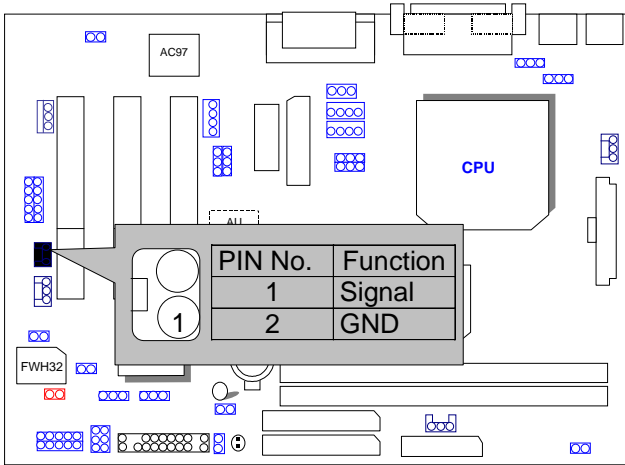 AC97
CPU
AU
PIN No. Function
1 Signal
2 GND
1
FWH32